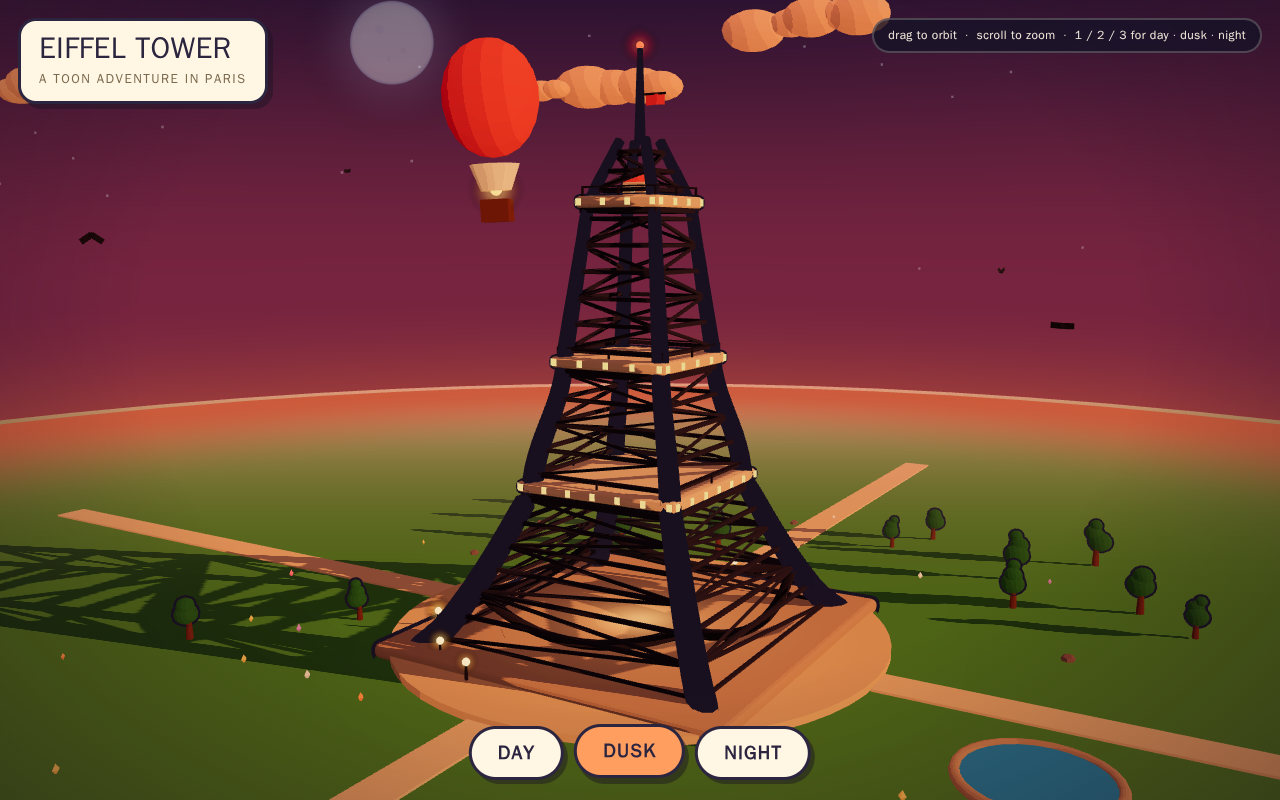 EIFFEL TOWER
A TOON ADVENTURE IN PARIS
drag to orbit · scroll to zoom · 1 / 2 / 3 for day · dusk · night
DAY
DUSK
NIGHT